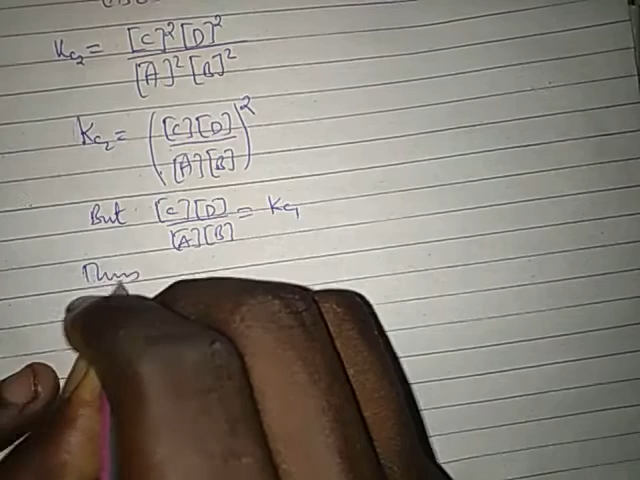 Kc₂ = [C]²[D]² / [A]²[B]²
Kc₂ = ([C][D] / [A][B])²
But [C][D] / [A][B] = Kc₁
Thus